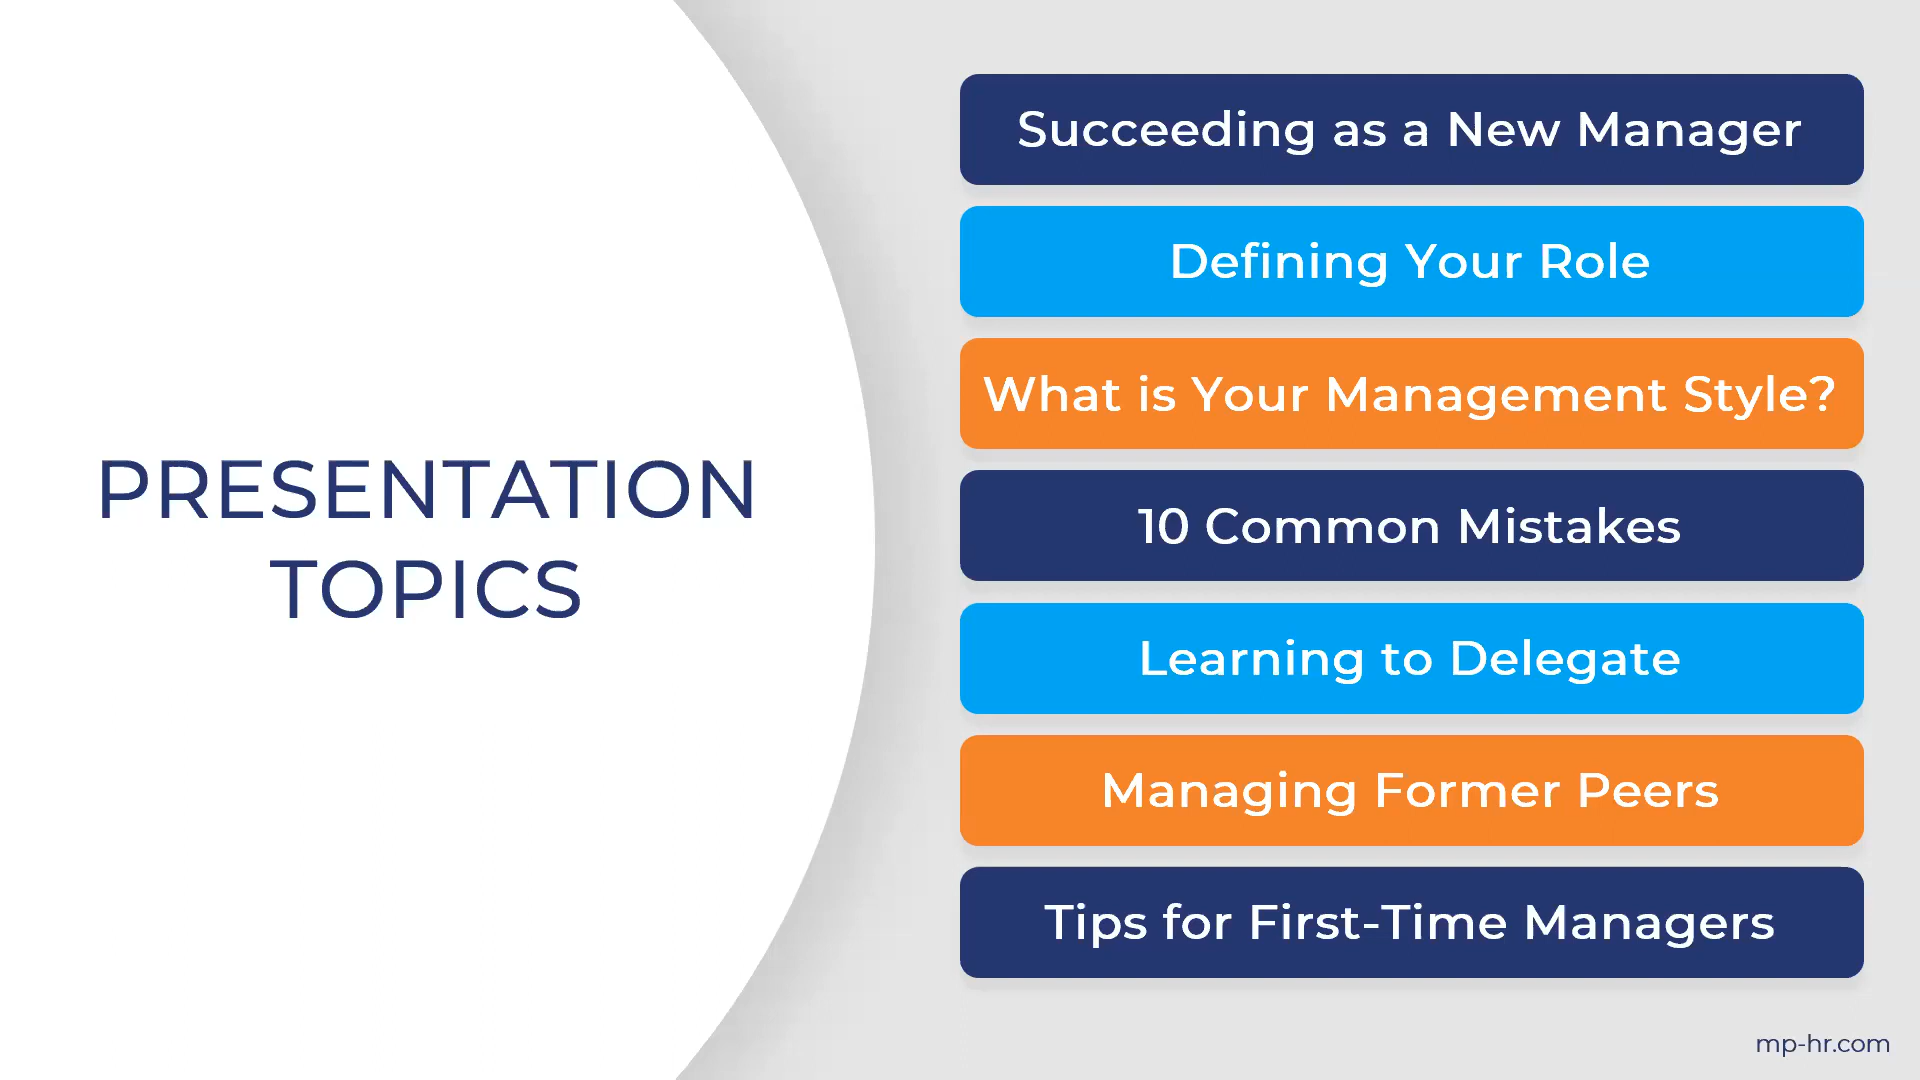 PRESENTATION
TOPICS
Succeeding as a New Manager
Defining Your Role
What is Your Management Style?
10 Common Mistakes
Learning to Delegate
Managing Former Peers
Tips for First-Time Managers
mp-hr.com